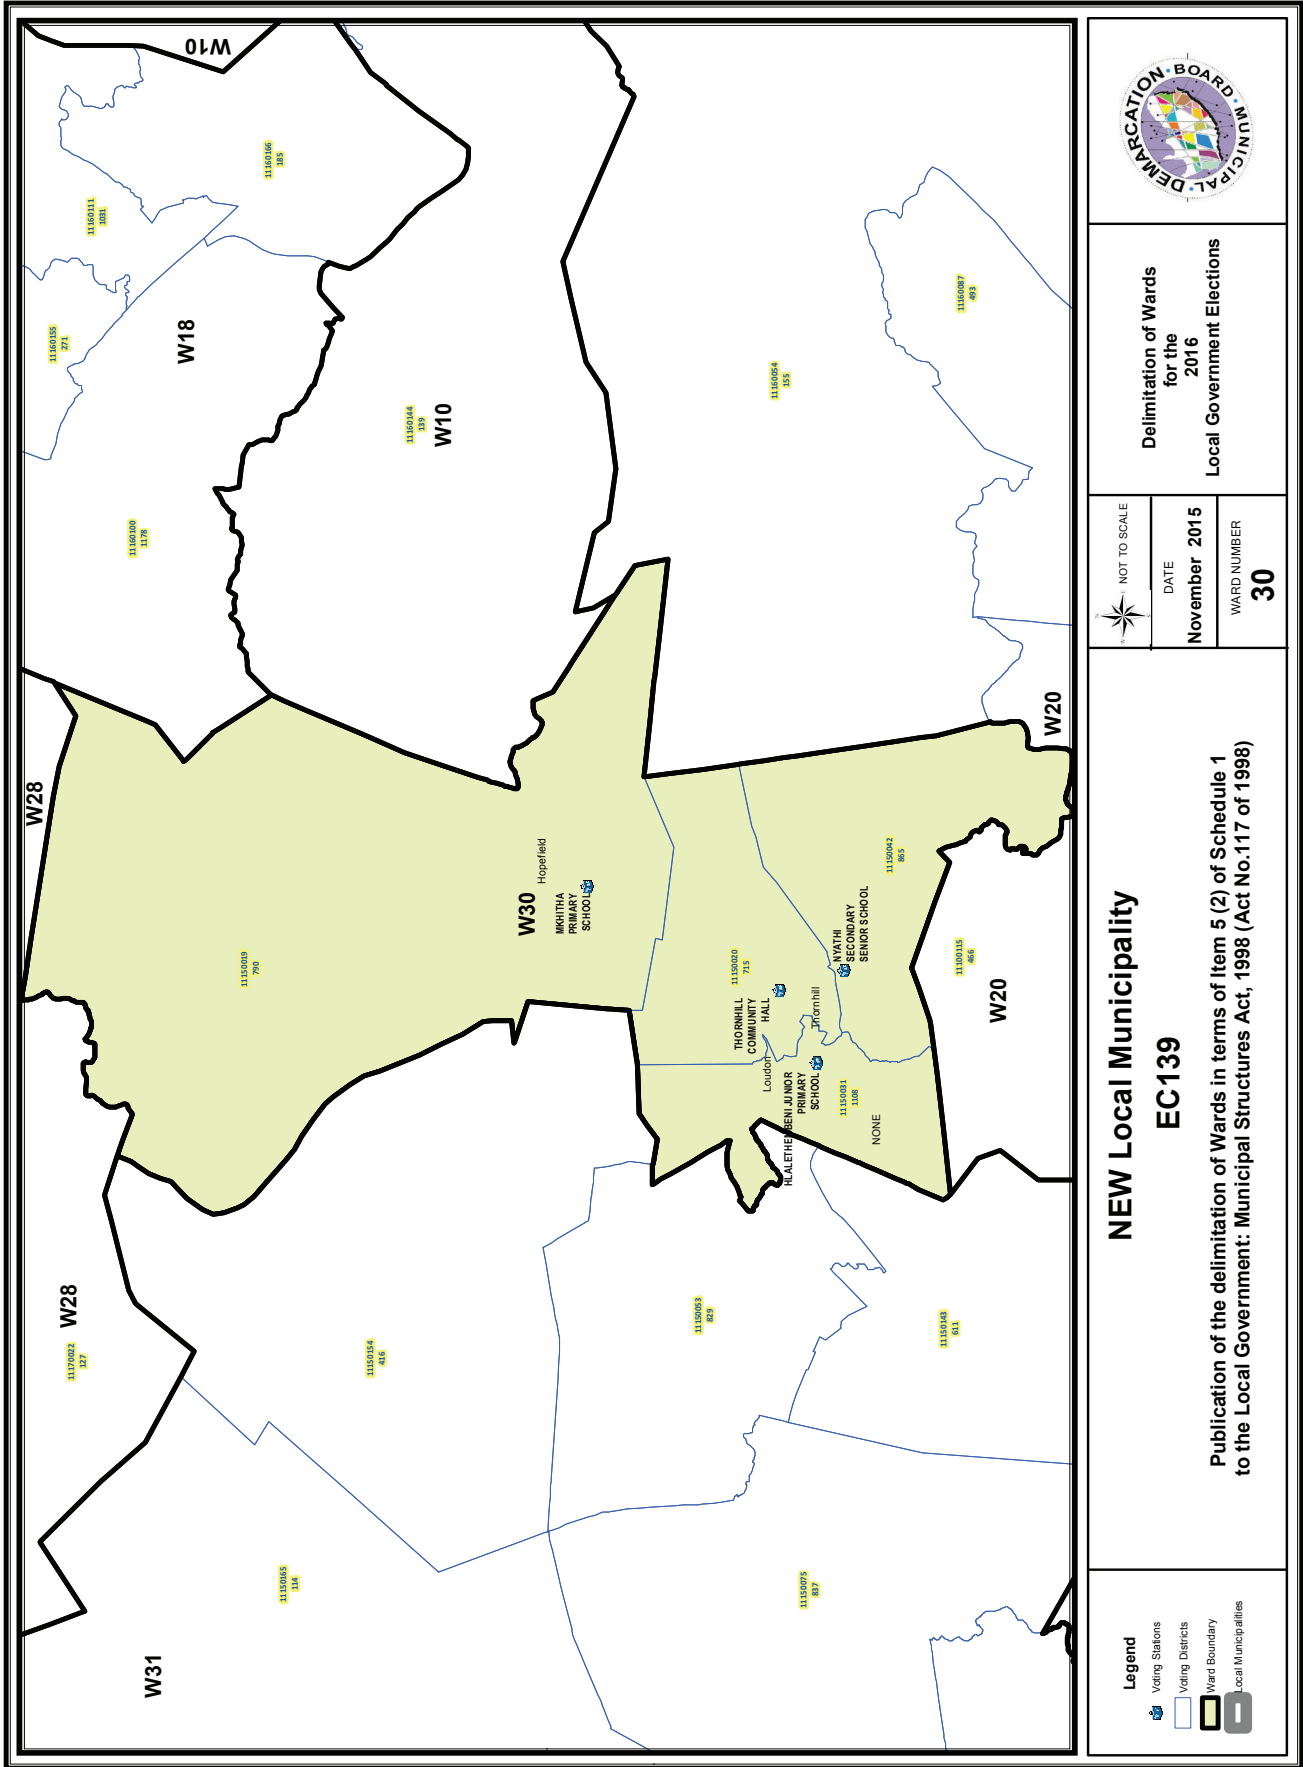 W10
11160166
185
11160111
1031
11160155
271
W18
11160144
139
W10
11160100
1178
11160054
155
11160087
493
W28
W20
11150019
790
W30
Hopefield
MKHITHA
PRIMARY
SCHOOL
11150020
715
THORNHILL
COMMUNITY
HALL
NYATHI
SECONDARY
SENIOR SCHOOL
11150042
865
Thornhill
Loudon
HLALETHEMBENI JUNIOR
PRIMARY
SCHOOL
11150031
1108
NONE
11100115
466
W20
W28
11170022
127
11150154
416
11150053
829
11150143
611
11150165
114
W31
11150075
837
Legend
Voting Stations
Voting Districts
Ward Boundary
Local Municipalities
NEW Local Municipality
EC139
Publication of the delimitation of Wards in terms of Item 5 (2) of Schedule 1
to the Local Government: Municipal Structures Act, 1998 (Act No.117 of 1998)
NOT TO SCALE
DATE
November 2015
WARD NUMBER
30
Delimitation of Wards
for the
2016
Local Government Elections
MUNICIPAL • DEMARCATION • BOARD •